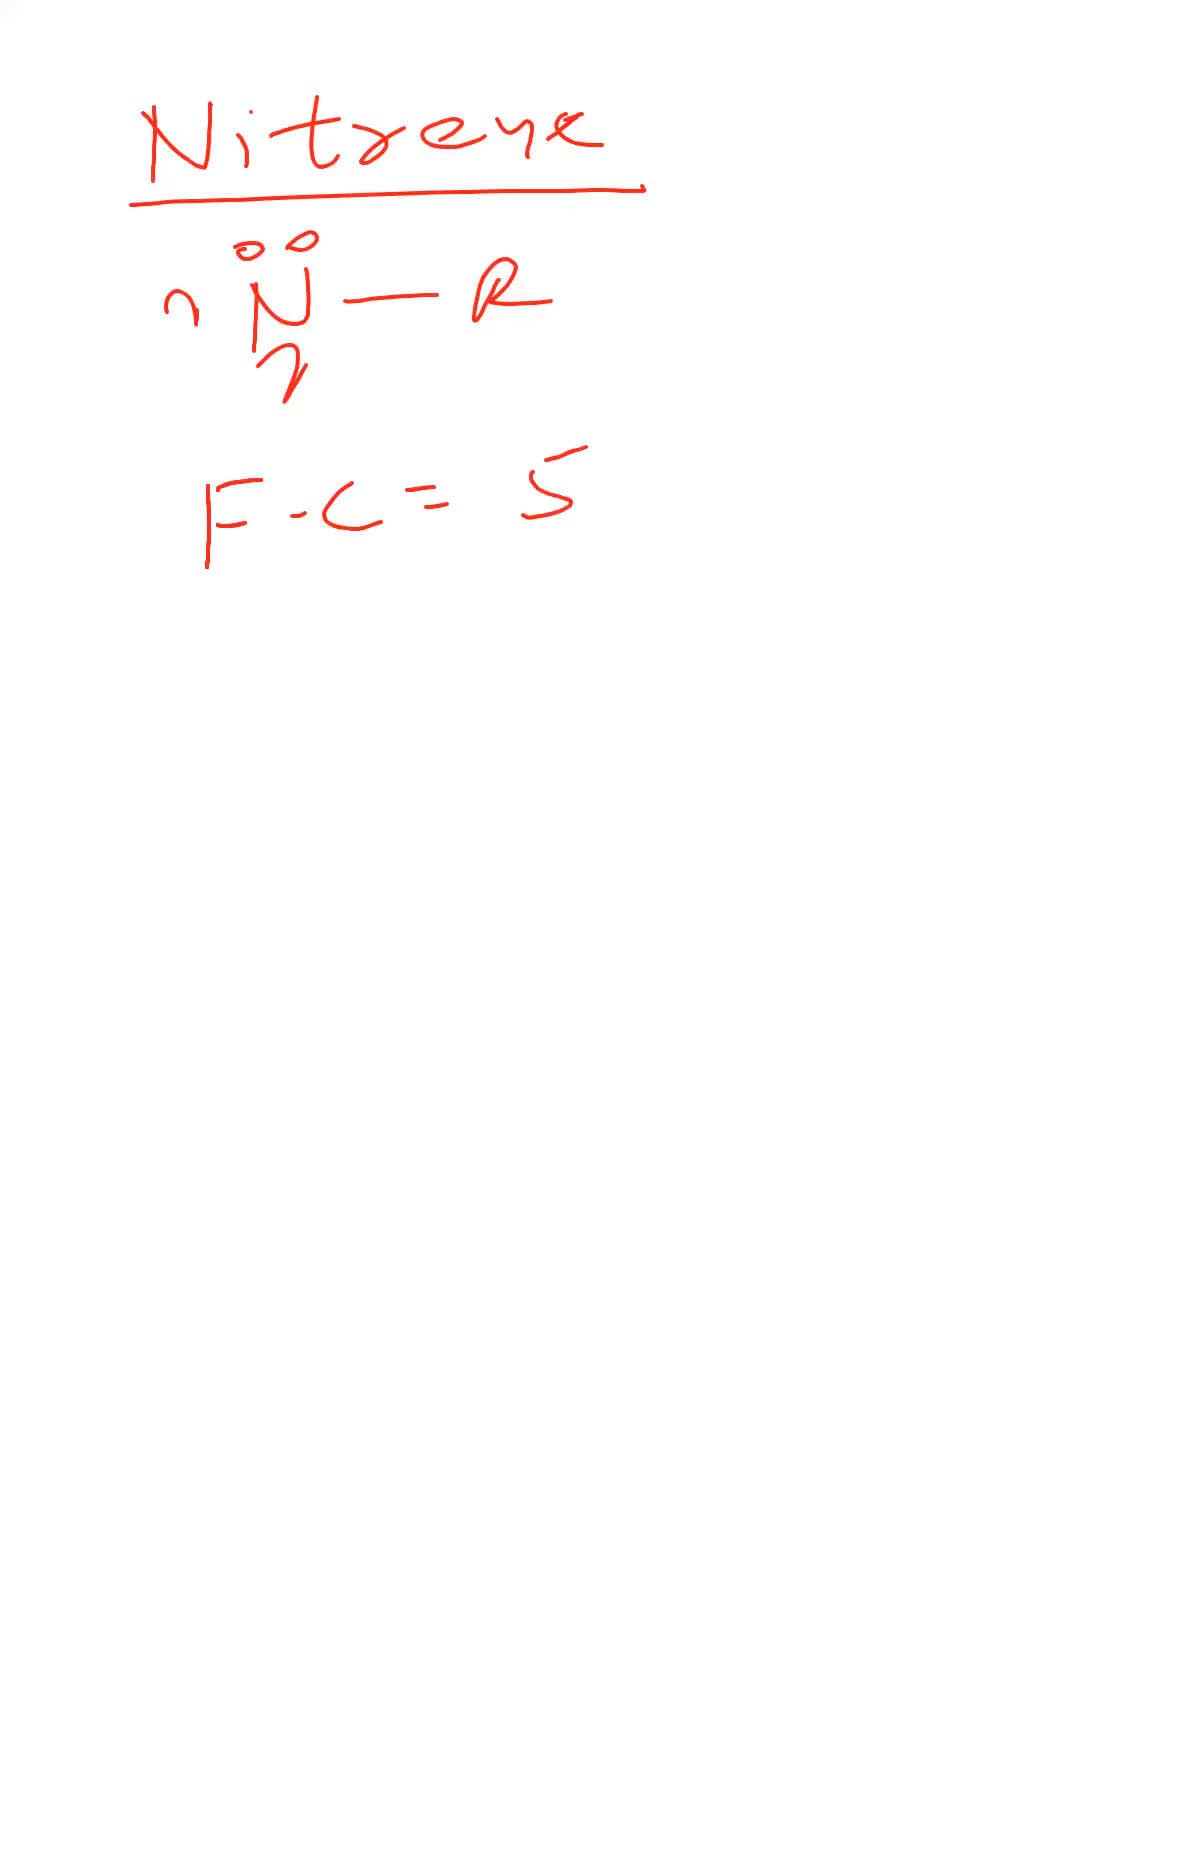 Nitrene
N — R
F.C = 5